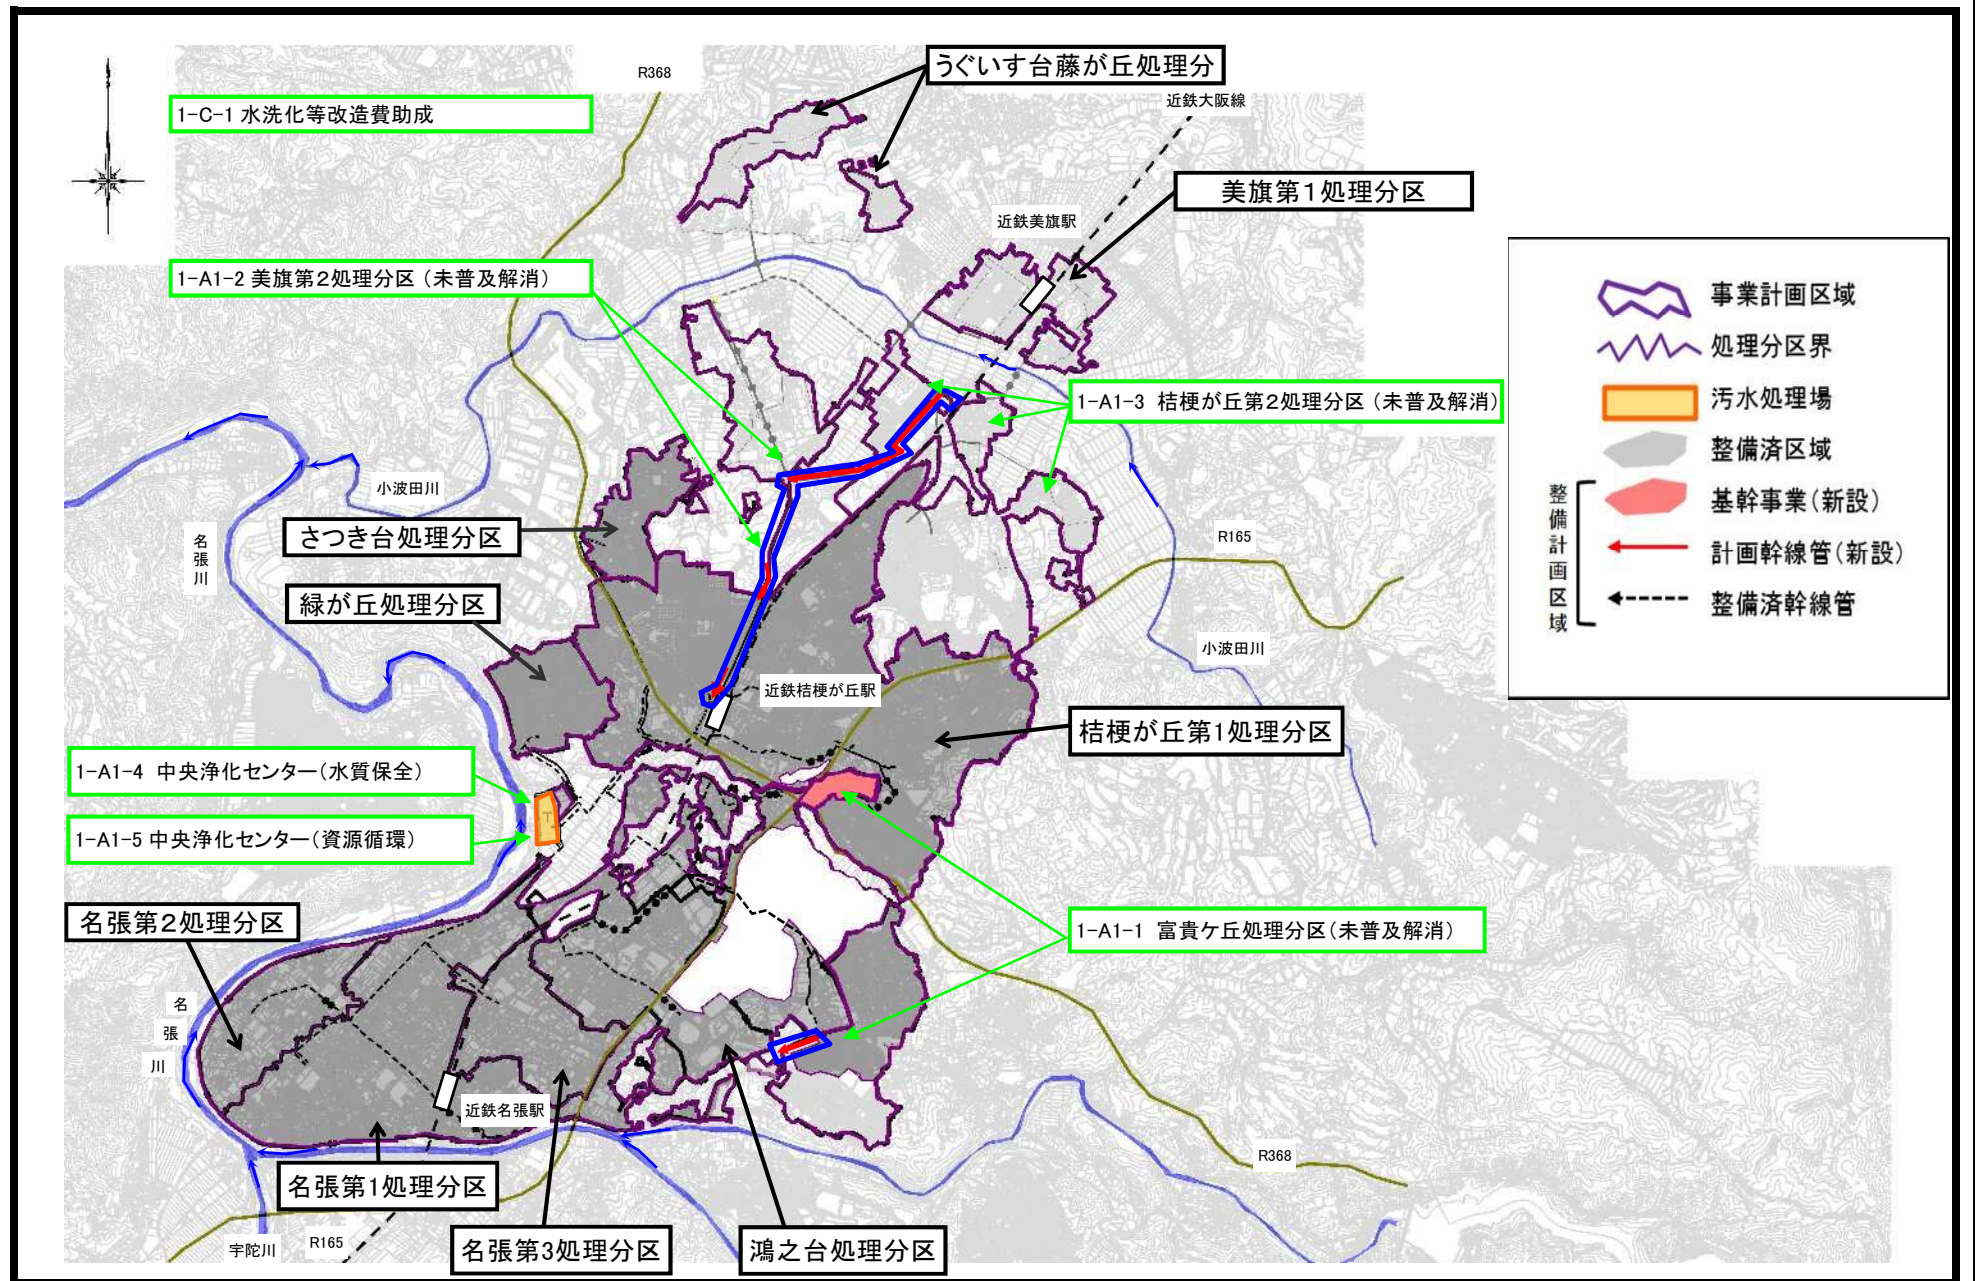 R368
うぐいす台藤が丘処理分
近鉄大阪線
1-C-1 水洗化等改造費助成
美旗第1処理分区
近鉄美旗駅
1-A1-2 美旗第2処理分区 (未普及解消)
事業計画区域
処理分区界
汚水処理場
整備済区域
整備計画区域
基幹事業(新設)
計画幹線管(新設)
整備済幹線管
1-A1-3 桔梗が丘第2処理分区 (未普及解消)
小波田川
さつき台処理分区
R165
名張川
緑が丘処理分区
小波田川
近鉄桔梗が丘駅
桔梗が丘第1処理分区
1-A1-4 中央浄化センター(水質保全)
1-A1-5 中央浄化センター(資源循環)
名張第2処理分区
1-A1-1 富貴ケ丘処理分区(未普及解消)
名張川
近鉄名張駅
R368
名張第1処理分区
宇陀川
R165
名張第3処理分区
鴻之台処理分区